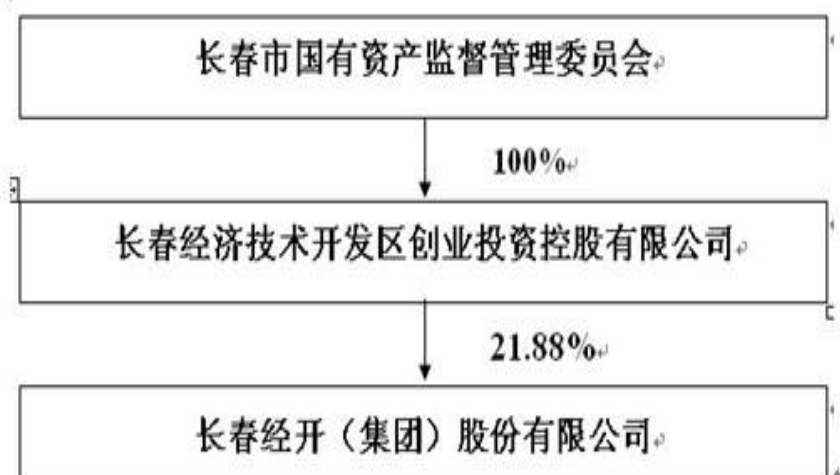 长春市国有资产监督管理委员会
100%
长春经济技术开发区创业投资控股有限公司
21.88%
长春经开（集团）股份有限公司